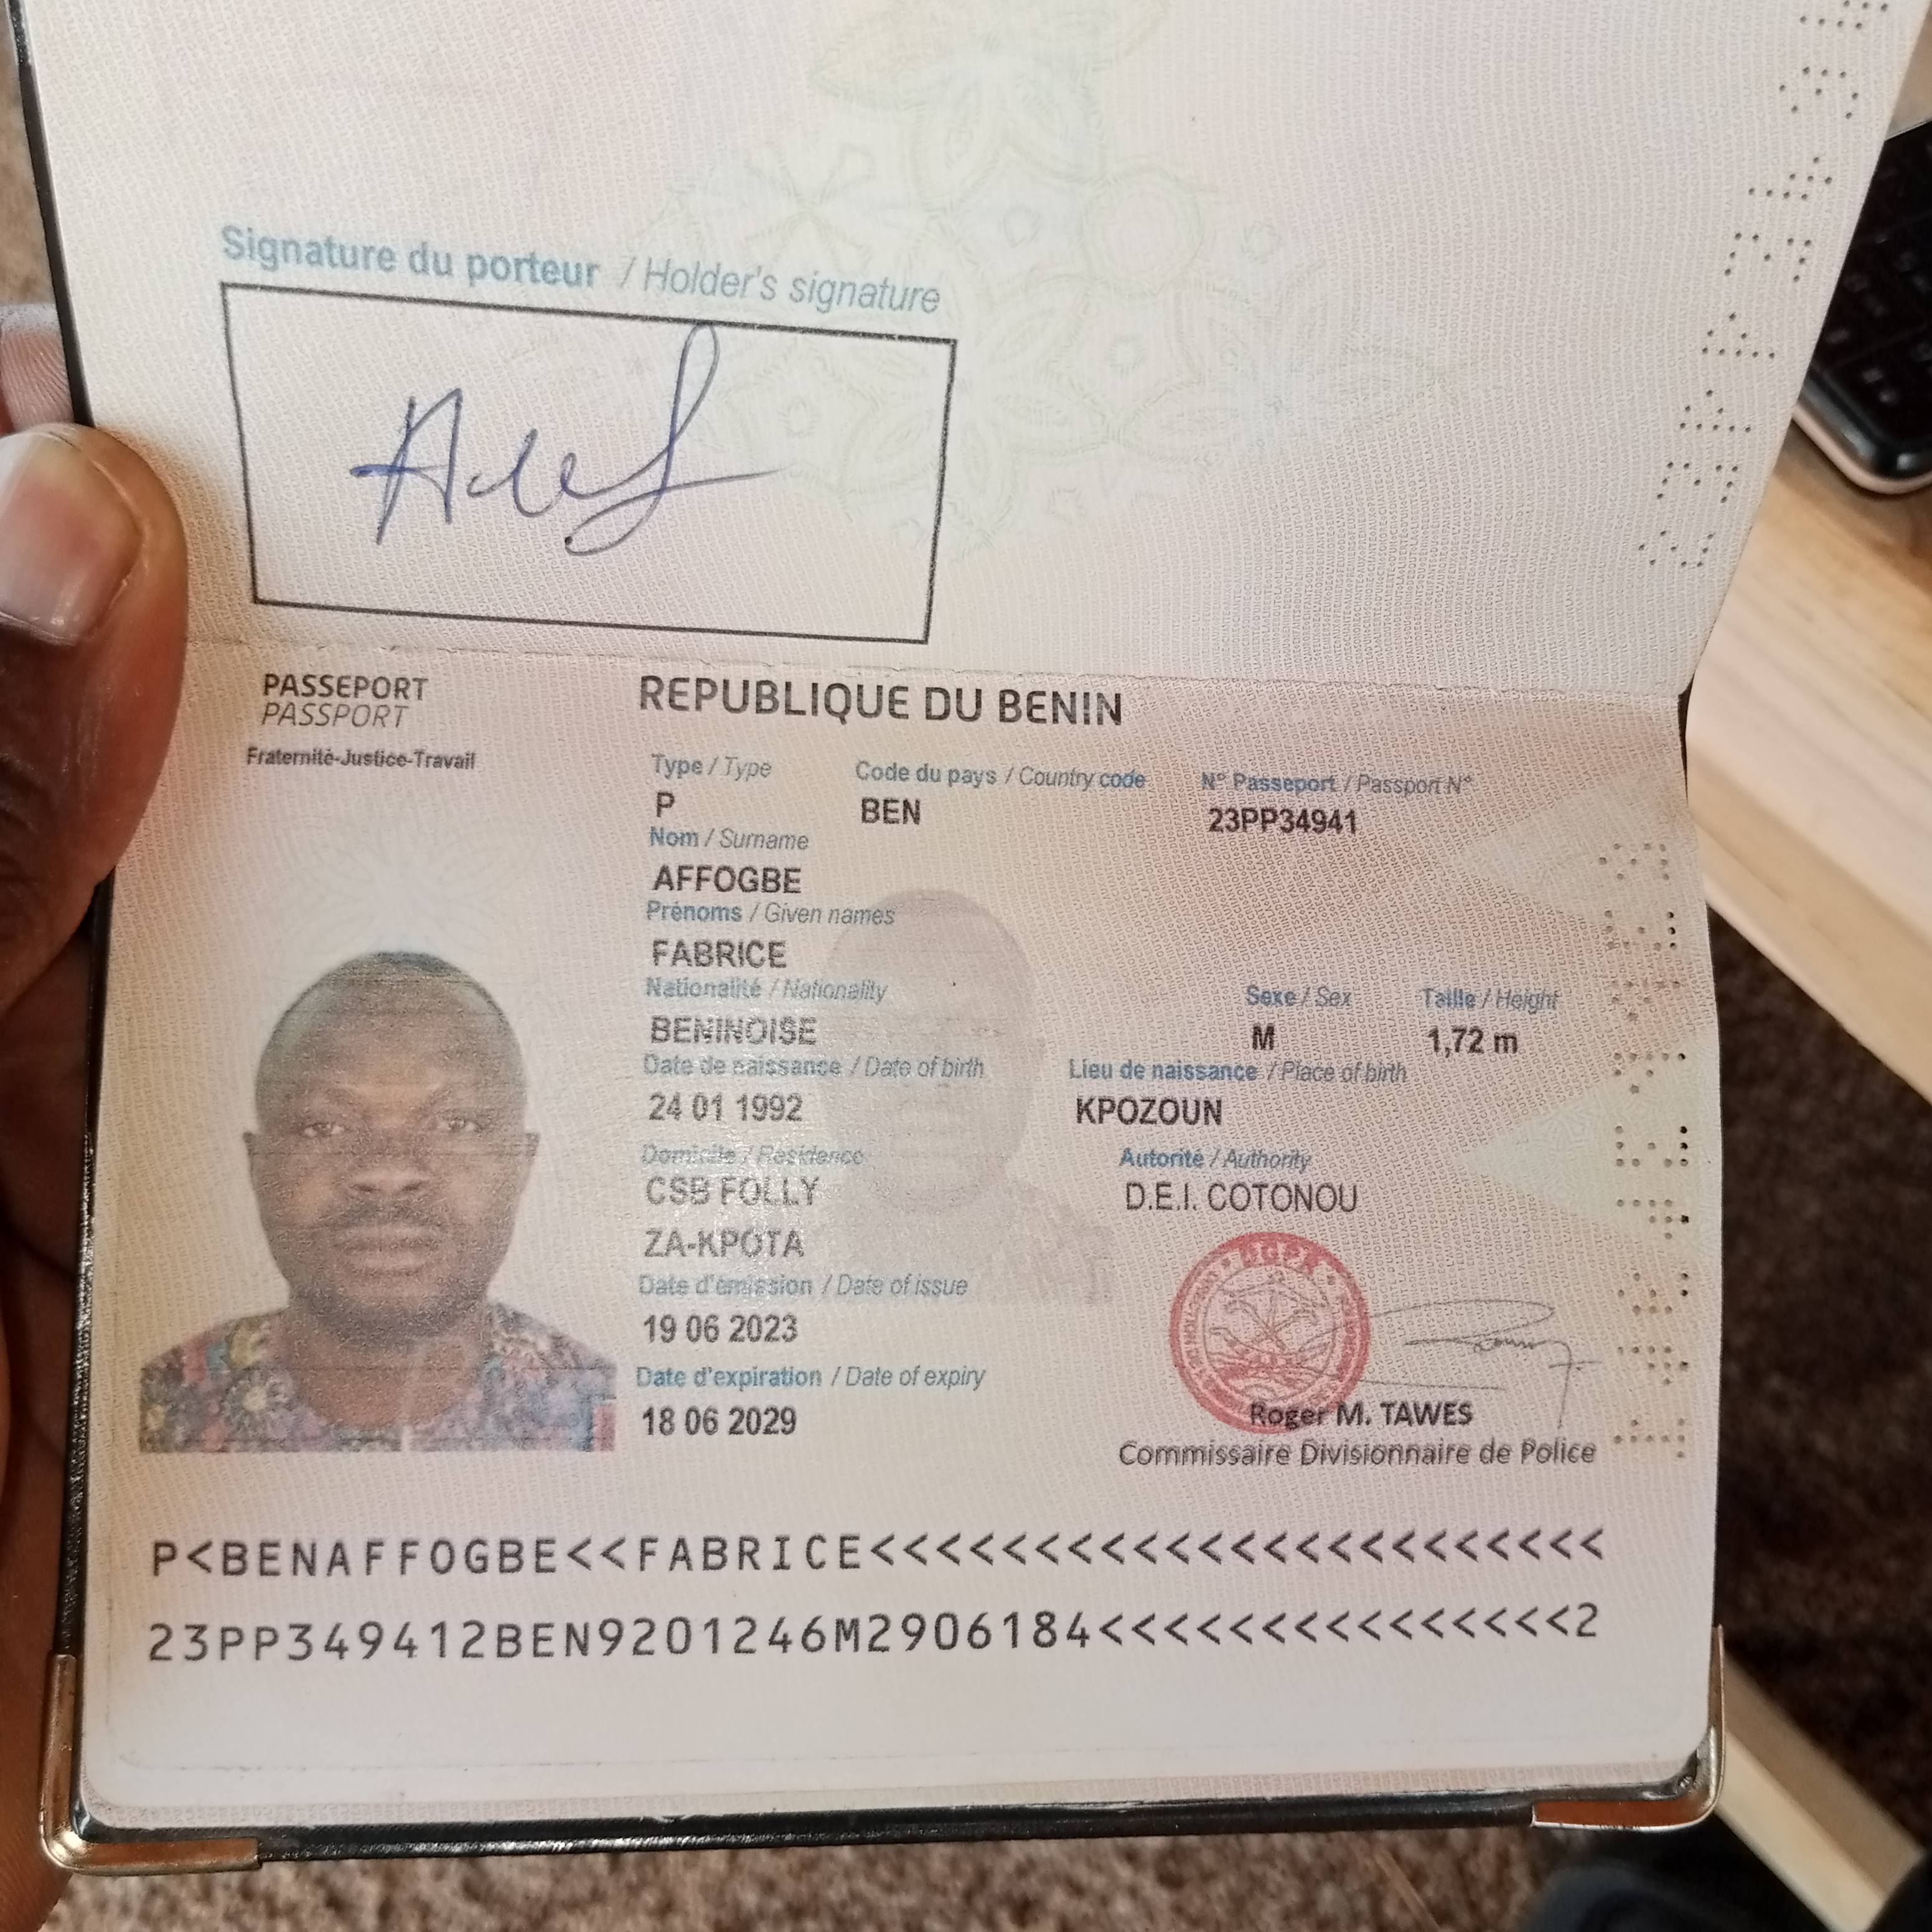 Signature du porteur / Holder's signature
PASSEPORT
PASSPORT
Fraternité-Justice-Travail
REPUBLIQUE DU BENIN
Type / Type
Code du pays / Country code
N° Passeport / Passport N°
P
BEN
23PP34941
Nom / Surname
AFFOGBE
Prénoms / Given names
FABRICE
Nationalité / Nationality
Sexe / Sex
Taille / Height
BENINOISE
M
1,72 m
Date de naissance / Date of birth
Lieu de naissance / Place of birth
24 01 1992
KPOZOUN
Domicile / Résidence
Autorité / Authority
CSB FOLLY
D.E.I. COTONOU
ZA-KPOTA
Date d'émission / Date of issue
19 06 2023
Date d'expiration / Date of expiry
18 06 2029
Roger M. TAWES
Commissaire Divisionnaire de Police
P<BENAFFOGBE<<FABRICE<<<<<<<<<<<<<<<<<<<<<<<
23PP349412BEN9201246M2906184<<<<<<<<<<<<<<<2